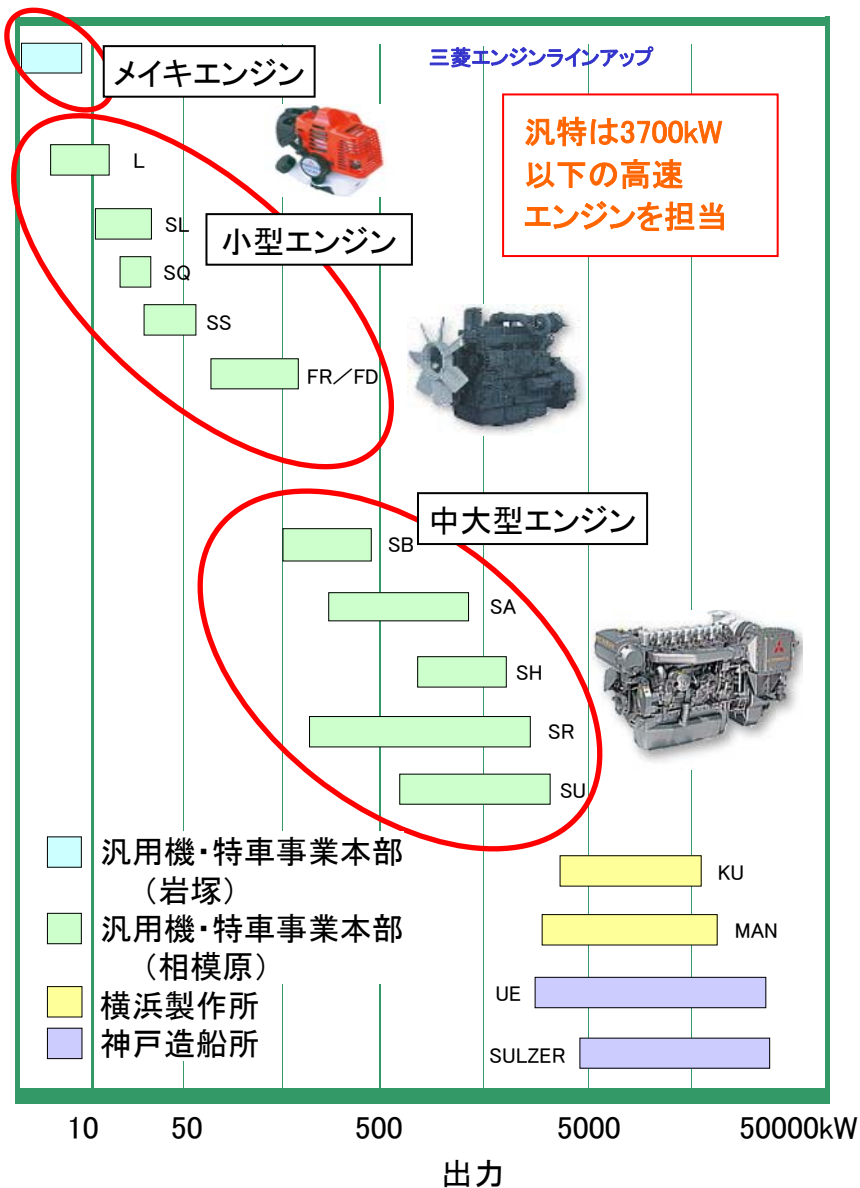 三菱エンジンラインアップ
メイキエンジン
汎特は3700kW
以下の高速
エンジンを担当
L
SL
小型エンジン
SQ
SS
FR／FD
中大型エンジン
SB
SA
SH
SR
SU
汎用機・特車事業本部
（岩塚）
汎用機・特車事業本部
（相模原）
横浜製作所
神戸造船所
KU
MAN
UE
SULZER
10 50 500 5000 50000kW
出力